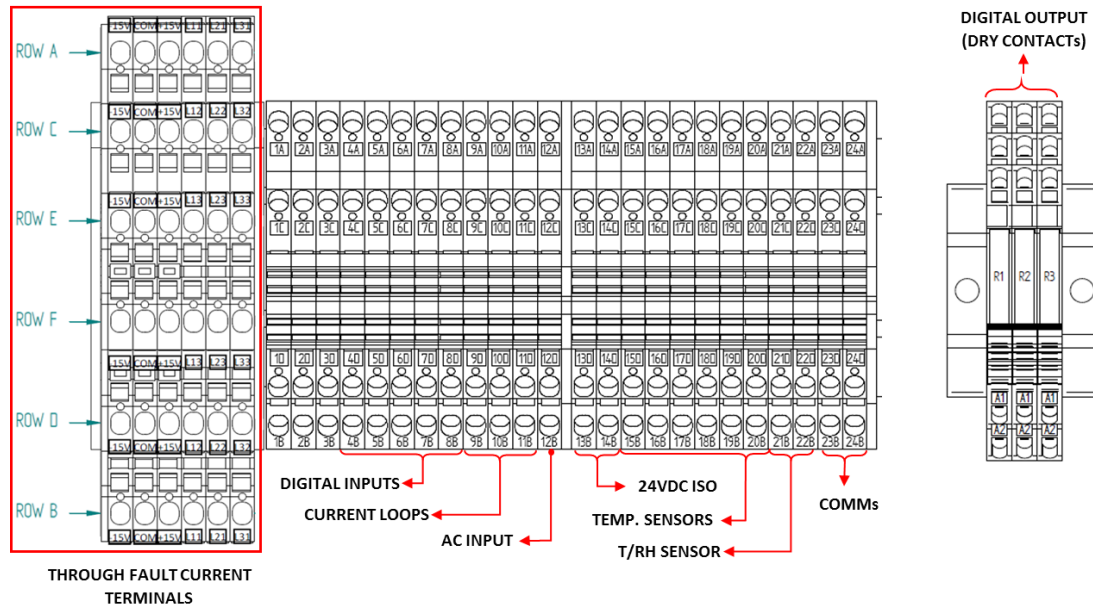 DIGITAL OUTPUT
(DRY CONTACTs)
-15V COM +15V L11 L21 L31
ROW A
-15V COM +15V L12 L22 L32
ROW C
1A 2A 3A 4A 5A 6A 7A 8A 9A 10A 11A 12A 13A 14A 15A 16A 17A 18A 19A 20A 21A 22A 23A 24A
-15V COM +15V L13 L23 L33
ROW E
1C 2C 3C 4C 5C 6C 7C 8C 9C 10C 11C 12C 13C 14C 15C 16C 17C 18C 19C 20C 21C 22C 23C 24C
R1 R2 R3
ROW F
-15V COM +15V L13 L23 L33
1D 2D 3D 4D 5D 6D 7D 8D 9D 10D 11D 12D 13D 14D 15D 16D 17D 18D 19D 20D 21D 22D 23D 24D
A1 A1 A1
ROW D
A2 A2 A2
-15V COM +15V L12 L22 L32
1B 2B 3B 4B 5B 6B 7B 8B 9B 10B 11B 12B 13B 14B 15B 16B 17B 18B 19B 20B 21B 22B 23B 24B
DIGITAL INPUTS
24VDC ISO
COMMs
CURRENT LOOPS
TEMP. SENSORS
ROW B
-15V COM +15V L11 L21 L31
AC INPUT
T/RH SENSOR
THROUGH FAULT CURRENT
TERMINALS